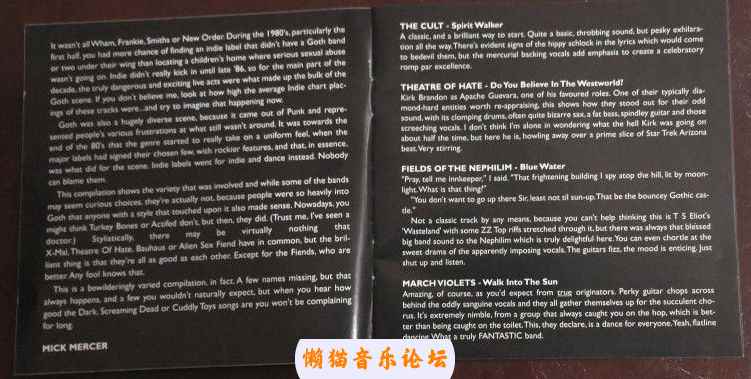 It wasn't all Wham, Frankie, Smiths or New Order. During the 1980's, particularly the
first half, you had more chance of finding an indie label that didn't have a Goth band
or two under their wing than locating a children's home where serious sexual abuse
wasn't going on. Indie didn't really kick in until late '86, so for the main part of the
decade, the truly dangerous and exciting live acts were what made up the bulk of the
Goth scene. If you don't believe me, look at how high the average Indie chart plac-
ings of these tracks were...and try to imagine that happening now.
Goth was also a hugely diverse scene, because it came out of Punk and repre-
sented people's various frustrations at what still wasn't around. It was towards the
end of the 80's that the genre started to really take on a uniform feel, when the
major labels had signed their chosen few, with rockier features, and that, in essence,
was what did for the scene. Indie labels went for indie and dance instead. Nobody
can blame them.
This compilation shows the variety that was involved and while some of the bands
may seem curious choices, they're actually not, because people were so heavily into
Goth that anyone with a style that touched upon it also made sense. Nowadays, you
might think Turkey Bones or Actifed don't, but then, they did. (Trust me, I've seen a
doctor.) Stylistically, there may be virtually nothing that
X-Mal, Theatre Of Hate, Bauhaus or Alien Sex Fiend have in common, but the bril-
liant thing is that they're all as good as each other. Except for the Fiends, who are
better. Any fool knows that.
This is a bewilderingly varied compilation, in fact. A few names missing, but that
always happens, and a few you wouldn't naturally expect, but when you hear how
good the Dark, Screaming Dead or Cuddly Toys songs are you won't be complaining
for long.
MICK MERCER
THE CULT - Spirit Walker
A classic, and a brilliant way to start. Quite a basic, throbbing sound, but pesky exhilara-
tion all the way. There's evident signs of the hippy schlock in the lyrics which would come
to bedevil them, but the mercurial backing vocals add emphasis to create a celebratory
romp par excellence.
THEATRE OF HATE - Do You Believe In The Westworld?
Kirk Brandon as Apache Guevara, one of his favoured roles. One of their typically dia-
mond-hard entities worth re-appraising, this shows how they stood out for their odd
sound, with its clomping drums, often quite bizarre sax, a fat bass, spindley guitar and those
screeching vocals. I don't think I'm alone in wondering what the hell Kirk was going on
about half the time, but here he is, howling away over a prime slice of Star Trek Arizona
beat. Very stirring.
FIELDS OF THE NEPHILIM - Blue Water
"Pray, tell me innkeeper," I said. "That frightening building I spy atop the hill, lit by moon-
light. What is that thing?"
"You don't want to go up there Sir, least not til sun-up. That be the bouncy Gothic cas-
tle."
Not a classic track by any means, because you can't help thinking this is T S Eliot's
'Wasteland' with some ZZ Top riffs stretched through it, but there was always that blessed
big band sound to the Nephilim which is truly delightful here. You can even chortle at the
sweet drama of the apparently imposing vocals. The guitars fizz, the mood is enticing. Just
shut up and listen.
MARCH VIOLETS - Walk Into The Sun
Amazing, of course, as you'd expect from true originators. Perky guitar chops across
behind the oddly sanguine vocals and they all gather themselves up for the succulent cho-
rus. It's extremely nimble, from a group that always caught you on the hop, which is bet-
ter than being caught on the toilet. This, they declare, is a dance for everyone. Yeah, flatline
dancing. What a truly FANTASTIC band.
懒猫音乐论坛